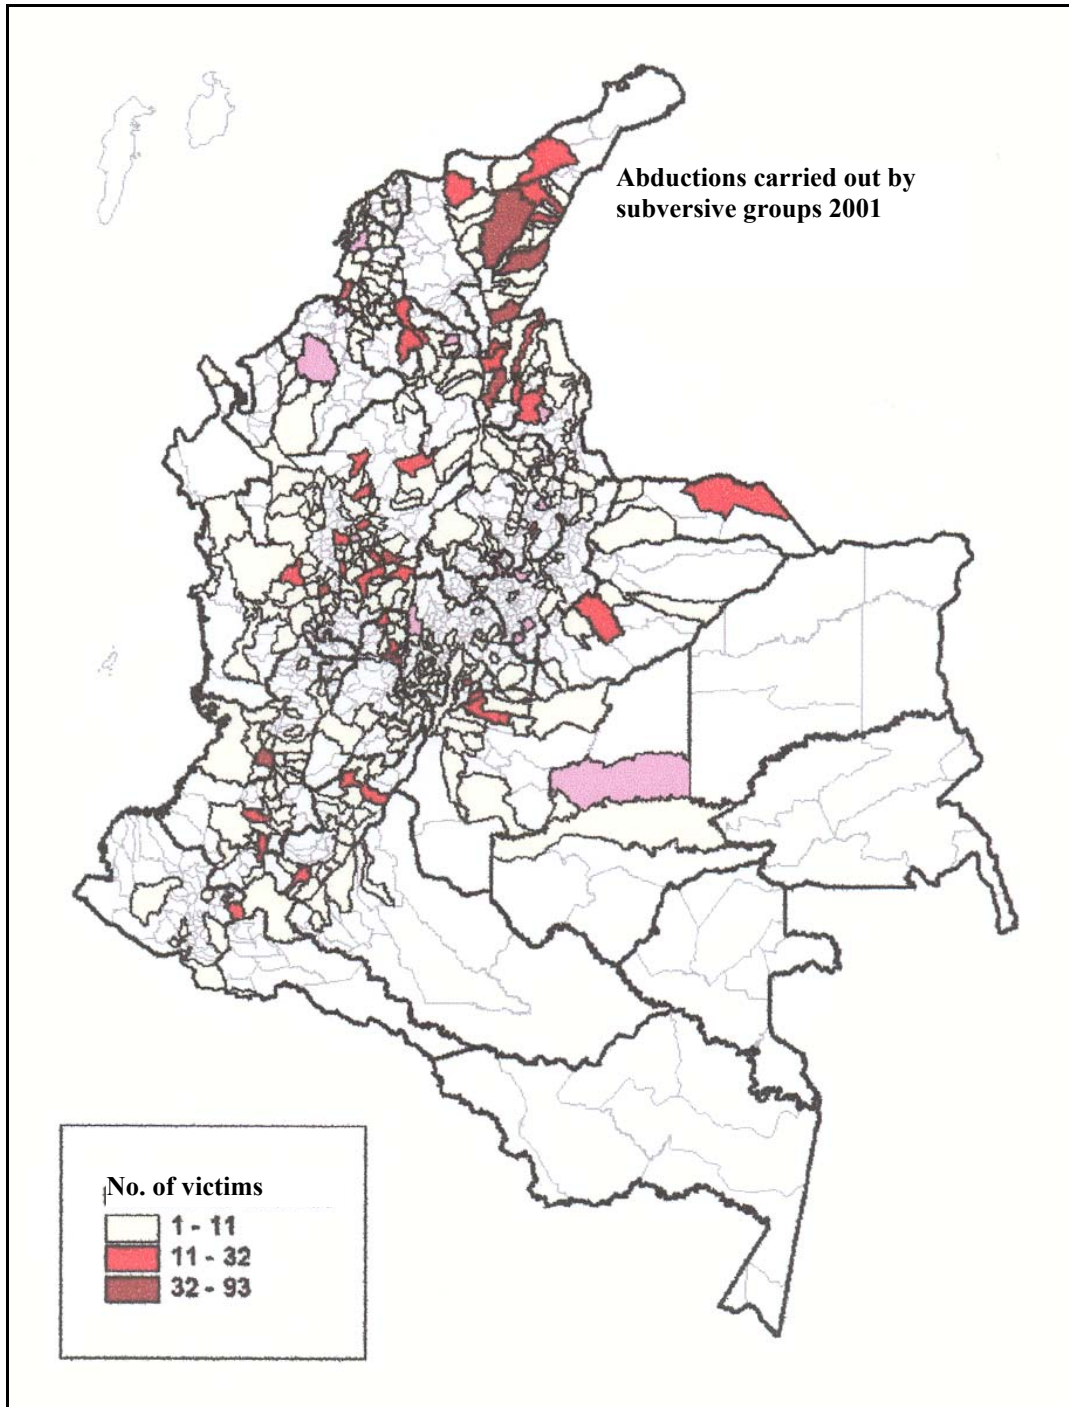 Abductions carried out by
subversive groups 2001
No. of victims
1 - 11
11 - 32
32 - 93